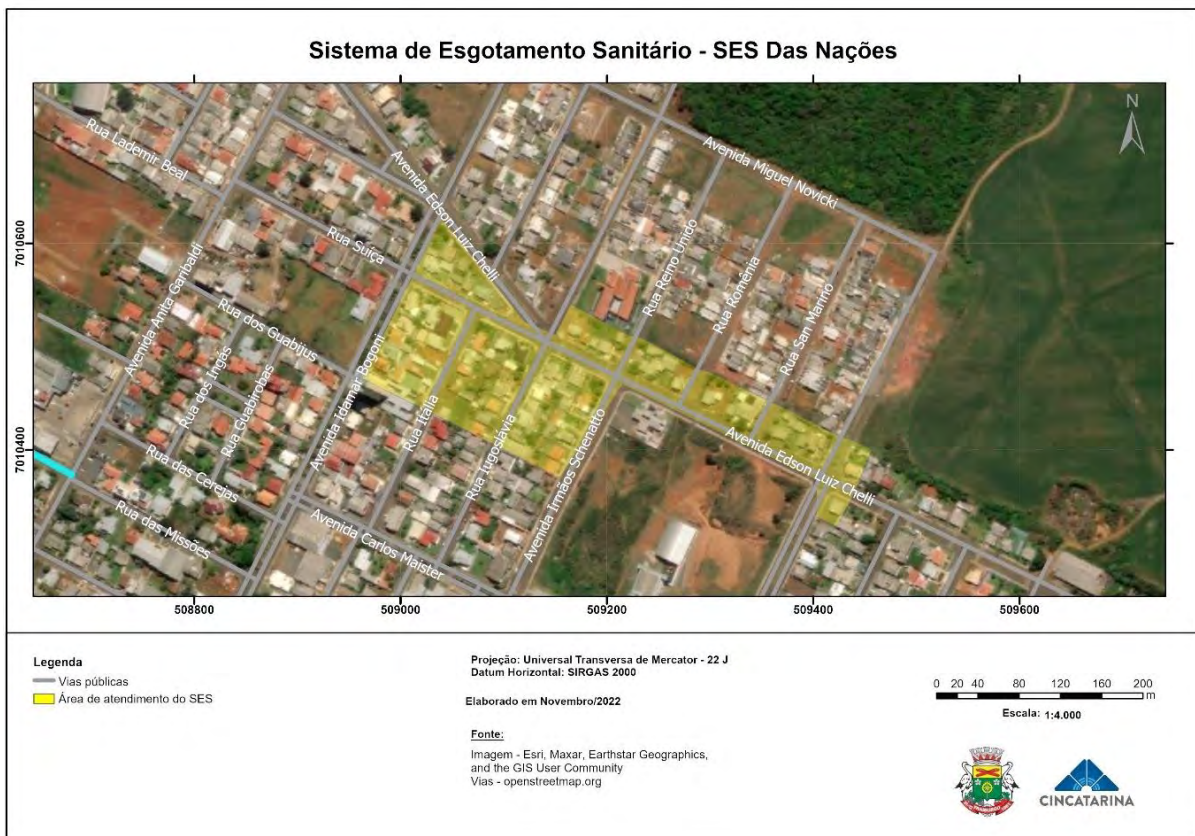 Sistema de Esgotamento Sanitário - SES Das Nações
508800
509000
509200
509400
509600
7010600
7010400
N
Rua Lademir Beal
Avenida Edson Luiz Chelli
Avenida Miguel Novicki
Rua Suíça
Avenida Anita Garibaldi
Rua Reino Unido
Rua Romênia
Rua San Marino
Rua dos Guabijus
Rua dos Ingás
Rua Guabirobas
Avenida Idamar Bogoni
Rua Itália
Rua Iugoslávia
Avenida Irmãos Schenatto
Avenida Edson Luiz Chelli
Rua das Cerejas
Rua das Missões
Avenida Carlos Maister
508800
509000
509200
509400
509600
Legenda
Vias públicas
Área de atendimento do SES
Projeção: Universal Transversa de Mercator - 22 J
Datum Horizontal: SIRGAS 2000
Elaborado em Novembro/2022
Fonte:
Imagem - Esri, Maxar, Earthstar Geographics,
and the GIS User Community
Vias - openstreetmap.org
0 20 40 80 120 160 200
m
Escala: 1:4.000
CINCATARINA